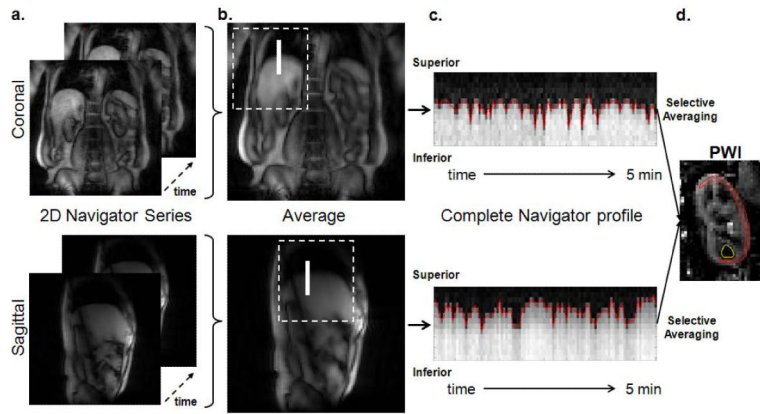 a.
b.
c.
d.
Coronal
time
Superior
Inferior
time
5 min
Selective
Averaging
PWI
2D Navigator Series
Average
Complete Navigator profile
Sagittal
time
Superior
Inferior
time
5 min
Selective
Averaging